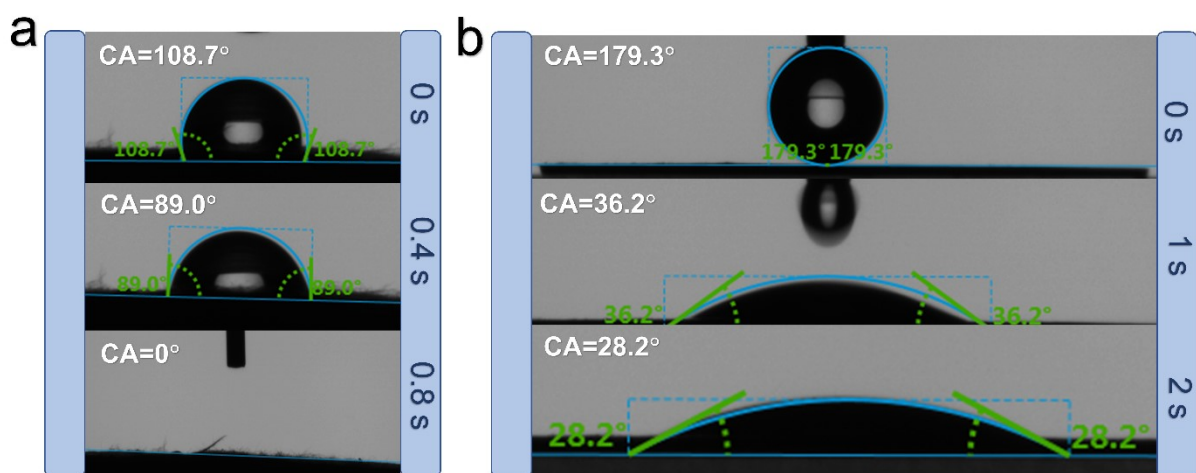 a
CA=108.7°
108.7°
108.7°
0 s
CA=89.0°
89.0°
89.0°
0.4 s
CA=0°
0.8 s
b
CA=179.3°
179.3°
179.3°
0 s
CA=36.2°
36.2°
36.2°
1 s
CA=28.2°
28.2°
28.2°
2 s